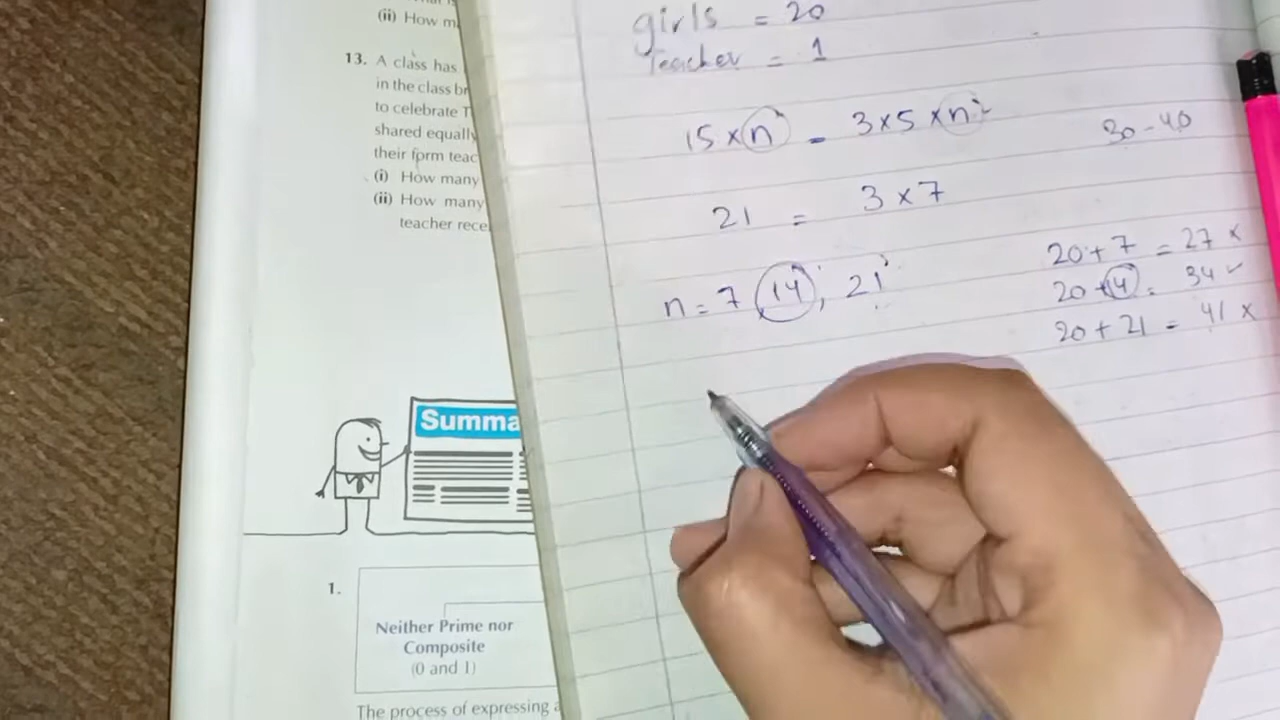 (ii) How m
13. A class has
in the class br
to celebrate T
shared equally
their form teac
(i) How many
(ii) How many
teacher rece
Summa
1.
Neither Prime nor
Composite
(0 and 1)
The process of expressing a
girls = 20
Teacher = 1
15 × n = 3×5 × n
30 - 40
21 = 3 × 7
n = 7 14, 21
20 + 7 = 27 ×
20 + 14 = 34 ✓
20 + 21 = 41 ×